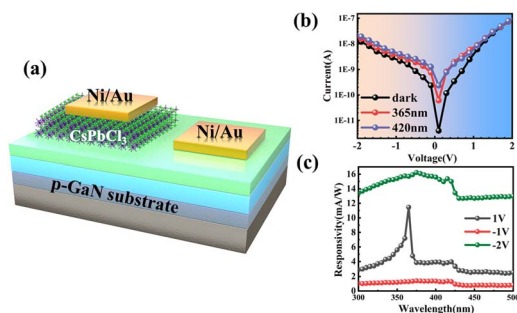 (a)
Ni/Au
CsPbCl3
Ni/Au
p-GaN substrate
(b)
Current(A)
1E-7
1E-8
1E-9
1E-10
1E-11
dark
365nm
420nm
-2 -1 0 1 2
Voltage(V)
(c)
Responsivity(mA/W)
16
14
12
10
8
6
4
2
0
1V
-1V
-2V
300 350 400 450 500
Wavelength(nm)